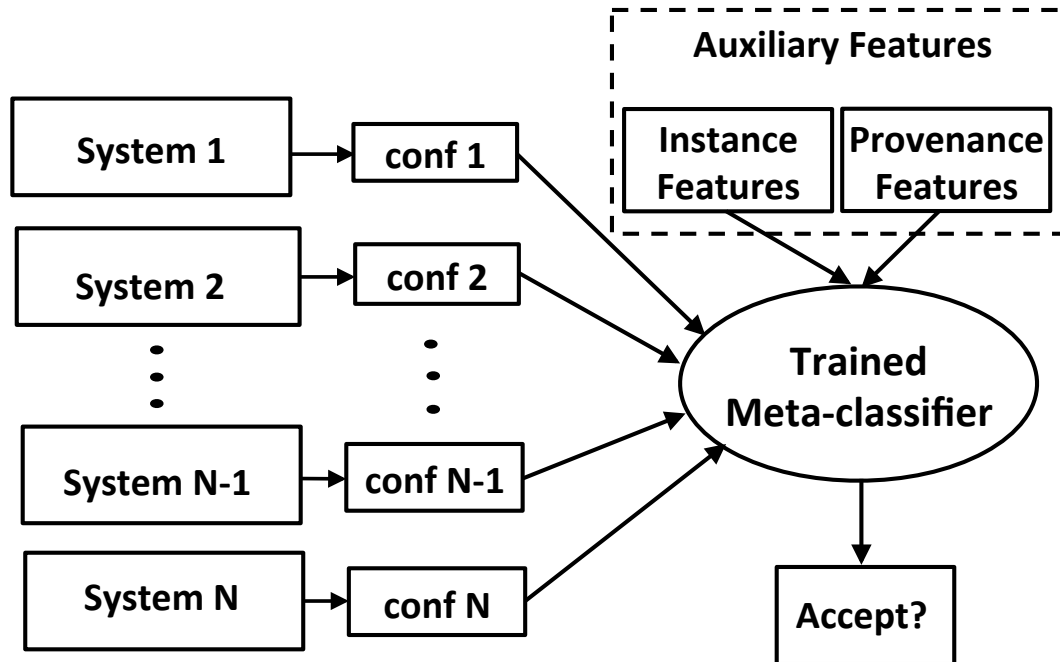 Auxiliary Features
Instance
Features
Provenance
Features
System 1
conf 1
System 2
conf 2
System N-1
conf N-1
System N
conf N
Trained
Meta-classifier
Accept?